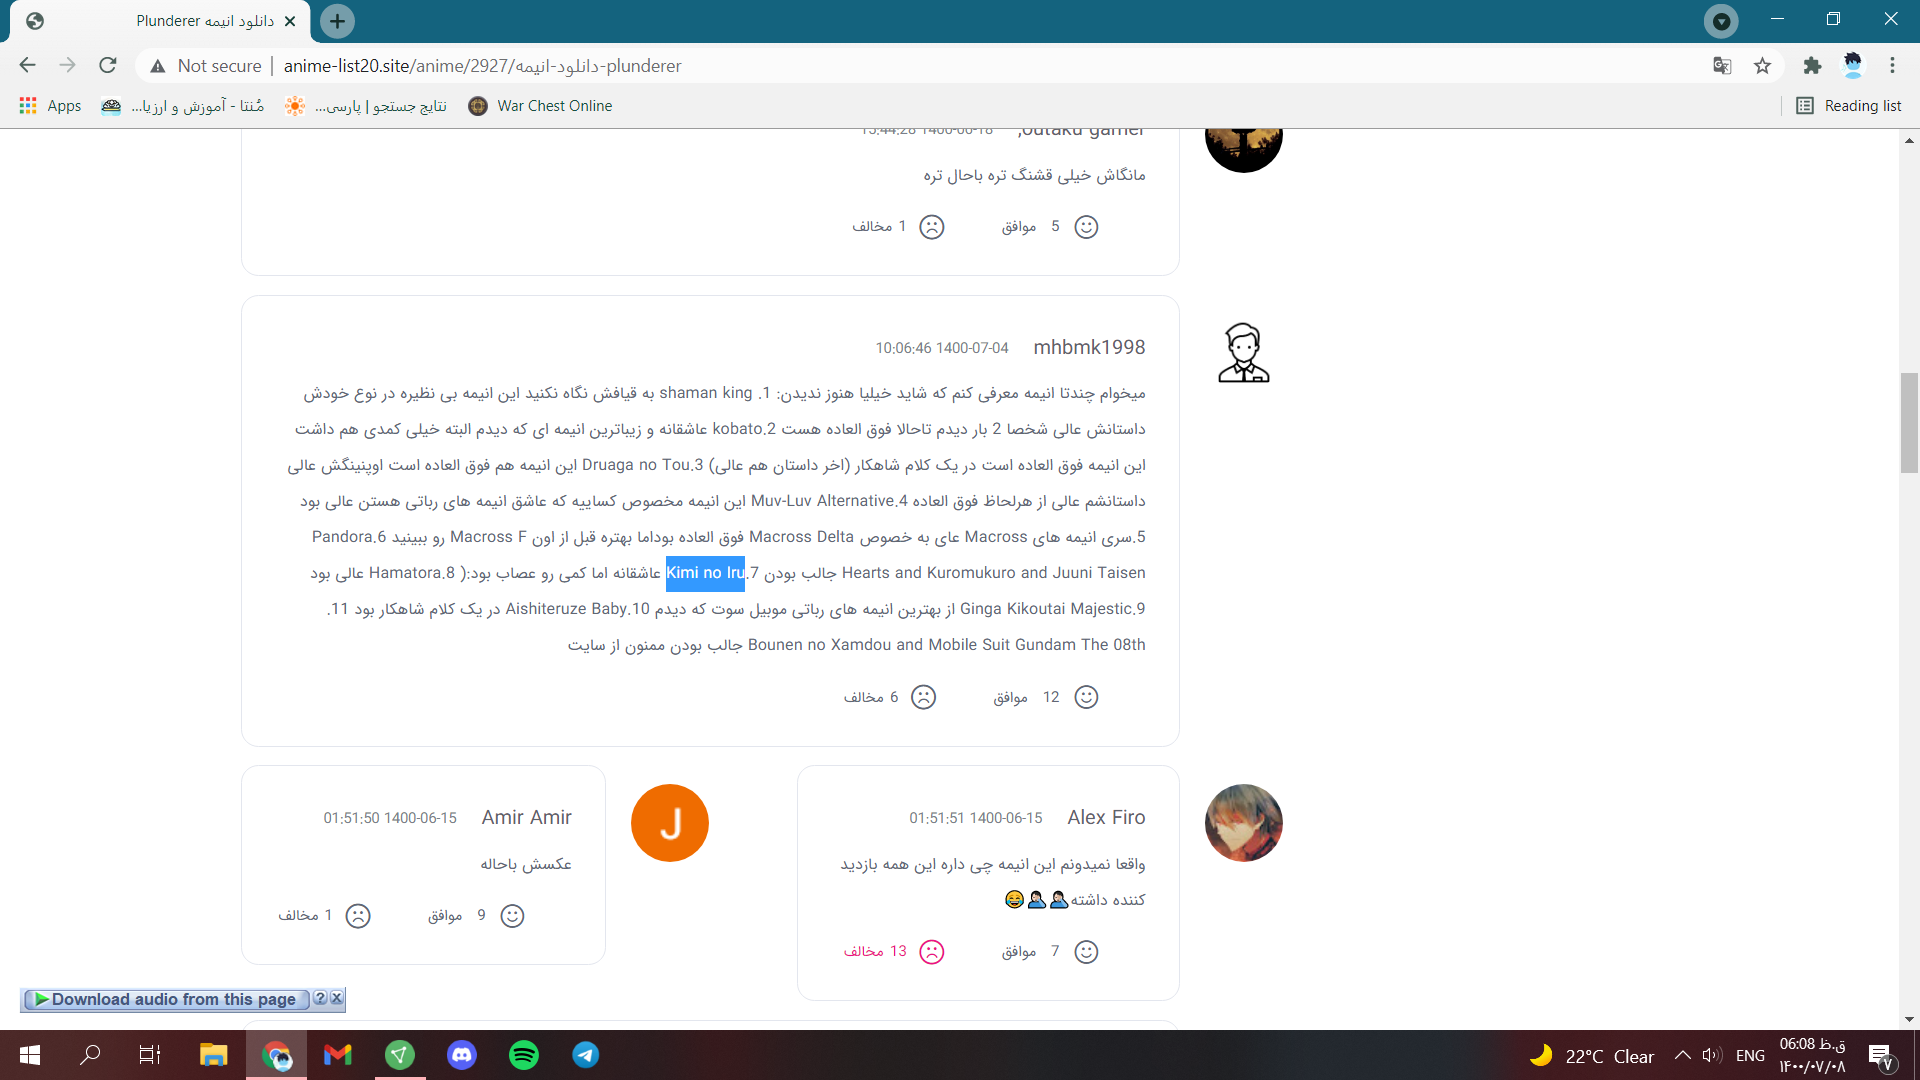 دانلود انیمه Plunderer
Not secure
anime-list20.site/anime/2927/دانلود-انیمه-plunderer
Apps
مُنتا - آموزش و ارزیا...
نتایج جستجو | پارسی...
War Chest Online
Reading list
,outaku gamer 1400-06-18 15:44:28
مانگاش خیلی قشنگ تره باحال تره
5 موافق
1 مخالف
mhbmk1998 1400-07-04 10:06:46
میخوام چندتا انیمه معرفی کنم که شاید خیلیا هنوز ندیدن: 1. shaman king به قیافش نگاه نکنید این انیمه بی نظیره در نوع خودش
داستانش عالی شخصا 2 بار دیدم تاحالا فوق العاده هست 2.kobato عاشقانه و زیباترین انیمه ای که دیدم البته خیلی کمدی هم داشت
این انیمه فوق العاده است در یک کلام شاهکار (اخر داستان هم عالی) 3.Druaga no Tou این انیمه هم فوق العاده است اوپنینگش عالی
داستانشم عالی از هرلحاظ فوق العاده 4.Muv-Luv Alternative این انیمه مخصوص کساییه که عاشق انیمه های رباتی هستن عالی بود
5.سری انیمه های Macross عای به خصوص Macross Delta فوق العاده بوداما بهتره قبل از اون Macross F رو ببینید 6.Pandora
Hearts and Kuromukuro and Juuni Taisen جالب بودن 7.Kimi no Iru عاشقانه اما کمی رو عصاب بود:( 8.Hamatora عالی بود
9.Ginga Kikoutai Majestic از بهترین انیمه های رباتی موبیل سوت که دیدم 10.Aishiteruze Baby در یک کلام شاهکار بود 11.
Bounen no Xamdou and Mobile Suit Gundam The 08th جالب بودن ممنون از سایت
12 موافق
6 مخالف
Alex Firo 1400-06-15 01:51:51
واقعا نمیدونم این انیمه چی داره این همه بازدید
کننده داشته🤦🏻‍♂️🤦🏻‍♂️😂
7 موافق
13 مخالف
J
Amir Amir 1400-06-15 01:51:50
عکسش باحاله
9 موافق
1 مخالف
Download audio from this page ? X
22°C Clear
ENG
06:08 ق.ظ
۱۴۰۰/۰۷/۰۸
V